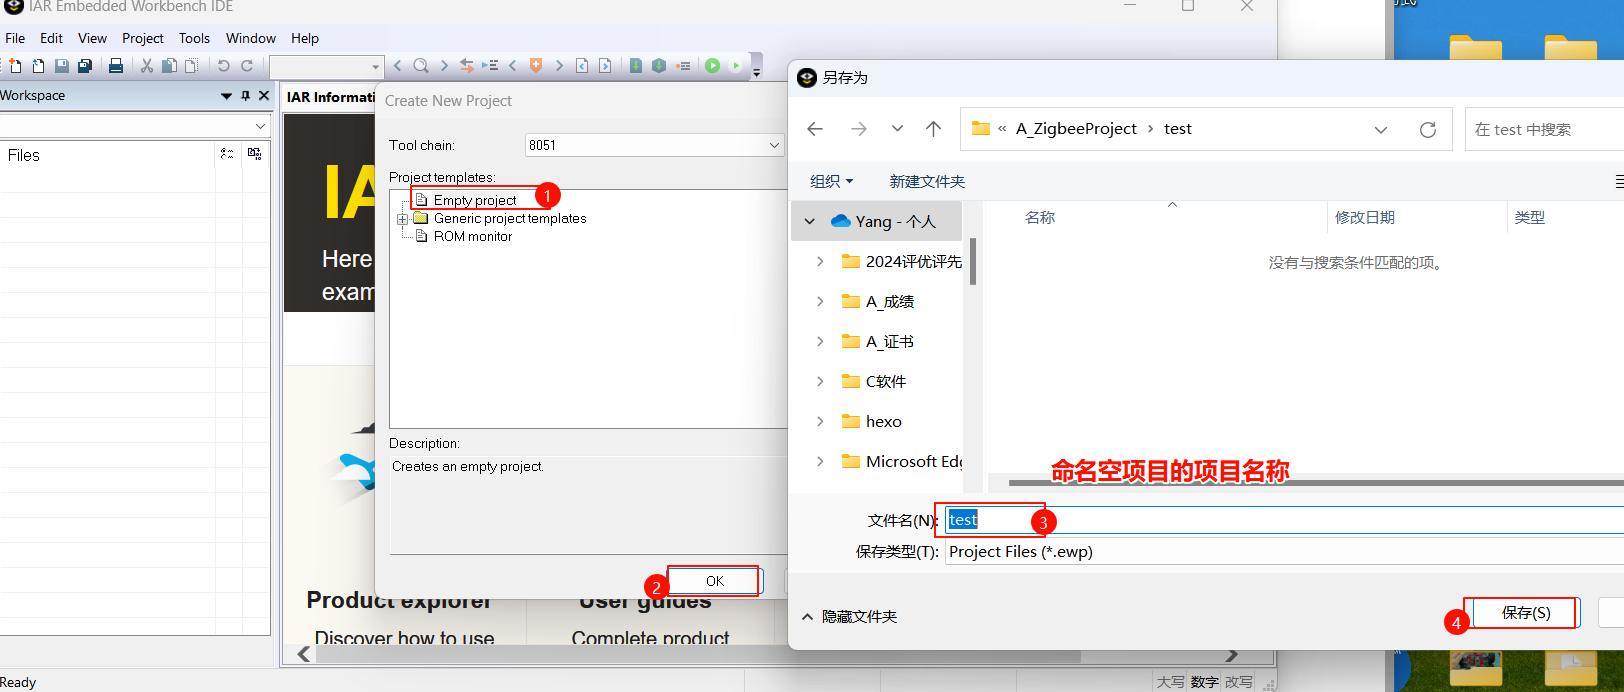 IAR Embedded Workbench IDE
File Edit View Project Tools Window Help
Workspace
Files
IAR Informati
IA
Here
exam
Product explorer
Discover how to use
User guides
Complete product
Ready
大写 数字 改写
Create New Project
Tool chain: 8051
Project templates:
Empty project 1
Generic project templates
ROM monitor
Description:
Creates an empty project.
2 OK
另存为
« A_ZigbeeProject › test
在 test 中搜索
组织 新建文件夹
名称 修改日期 类型
没有与搜索条件匹配的项。
Yang - 个人
2024评优评先
A_成绩
A_证书
C软件
hexo
Microsoft Edg
命名空项目的项目名称
文件名(N): test 3
保存类型(T): Project Files (*.ewp)
隐藏文件夹
4 保存(S)